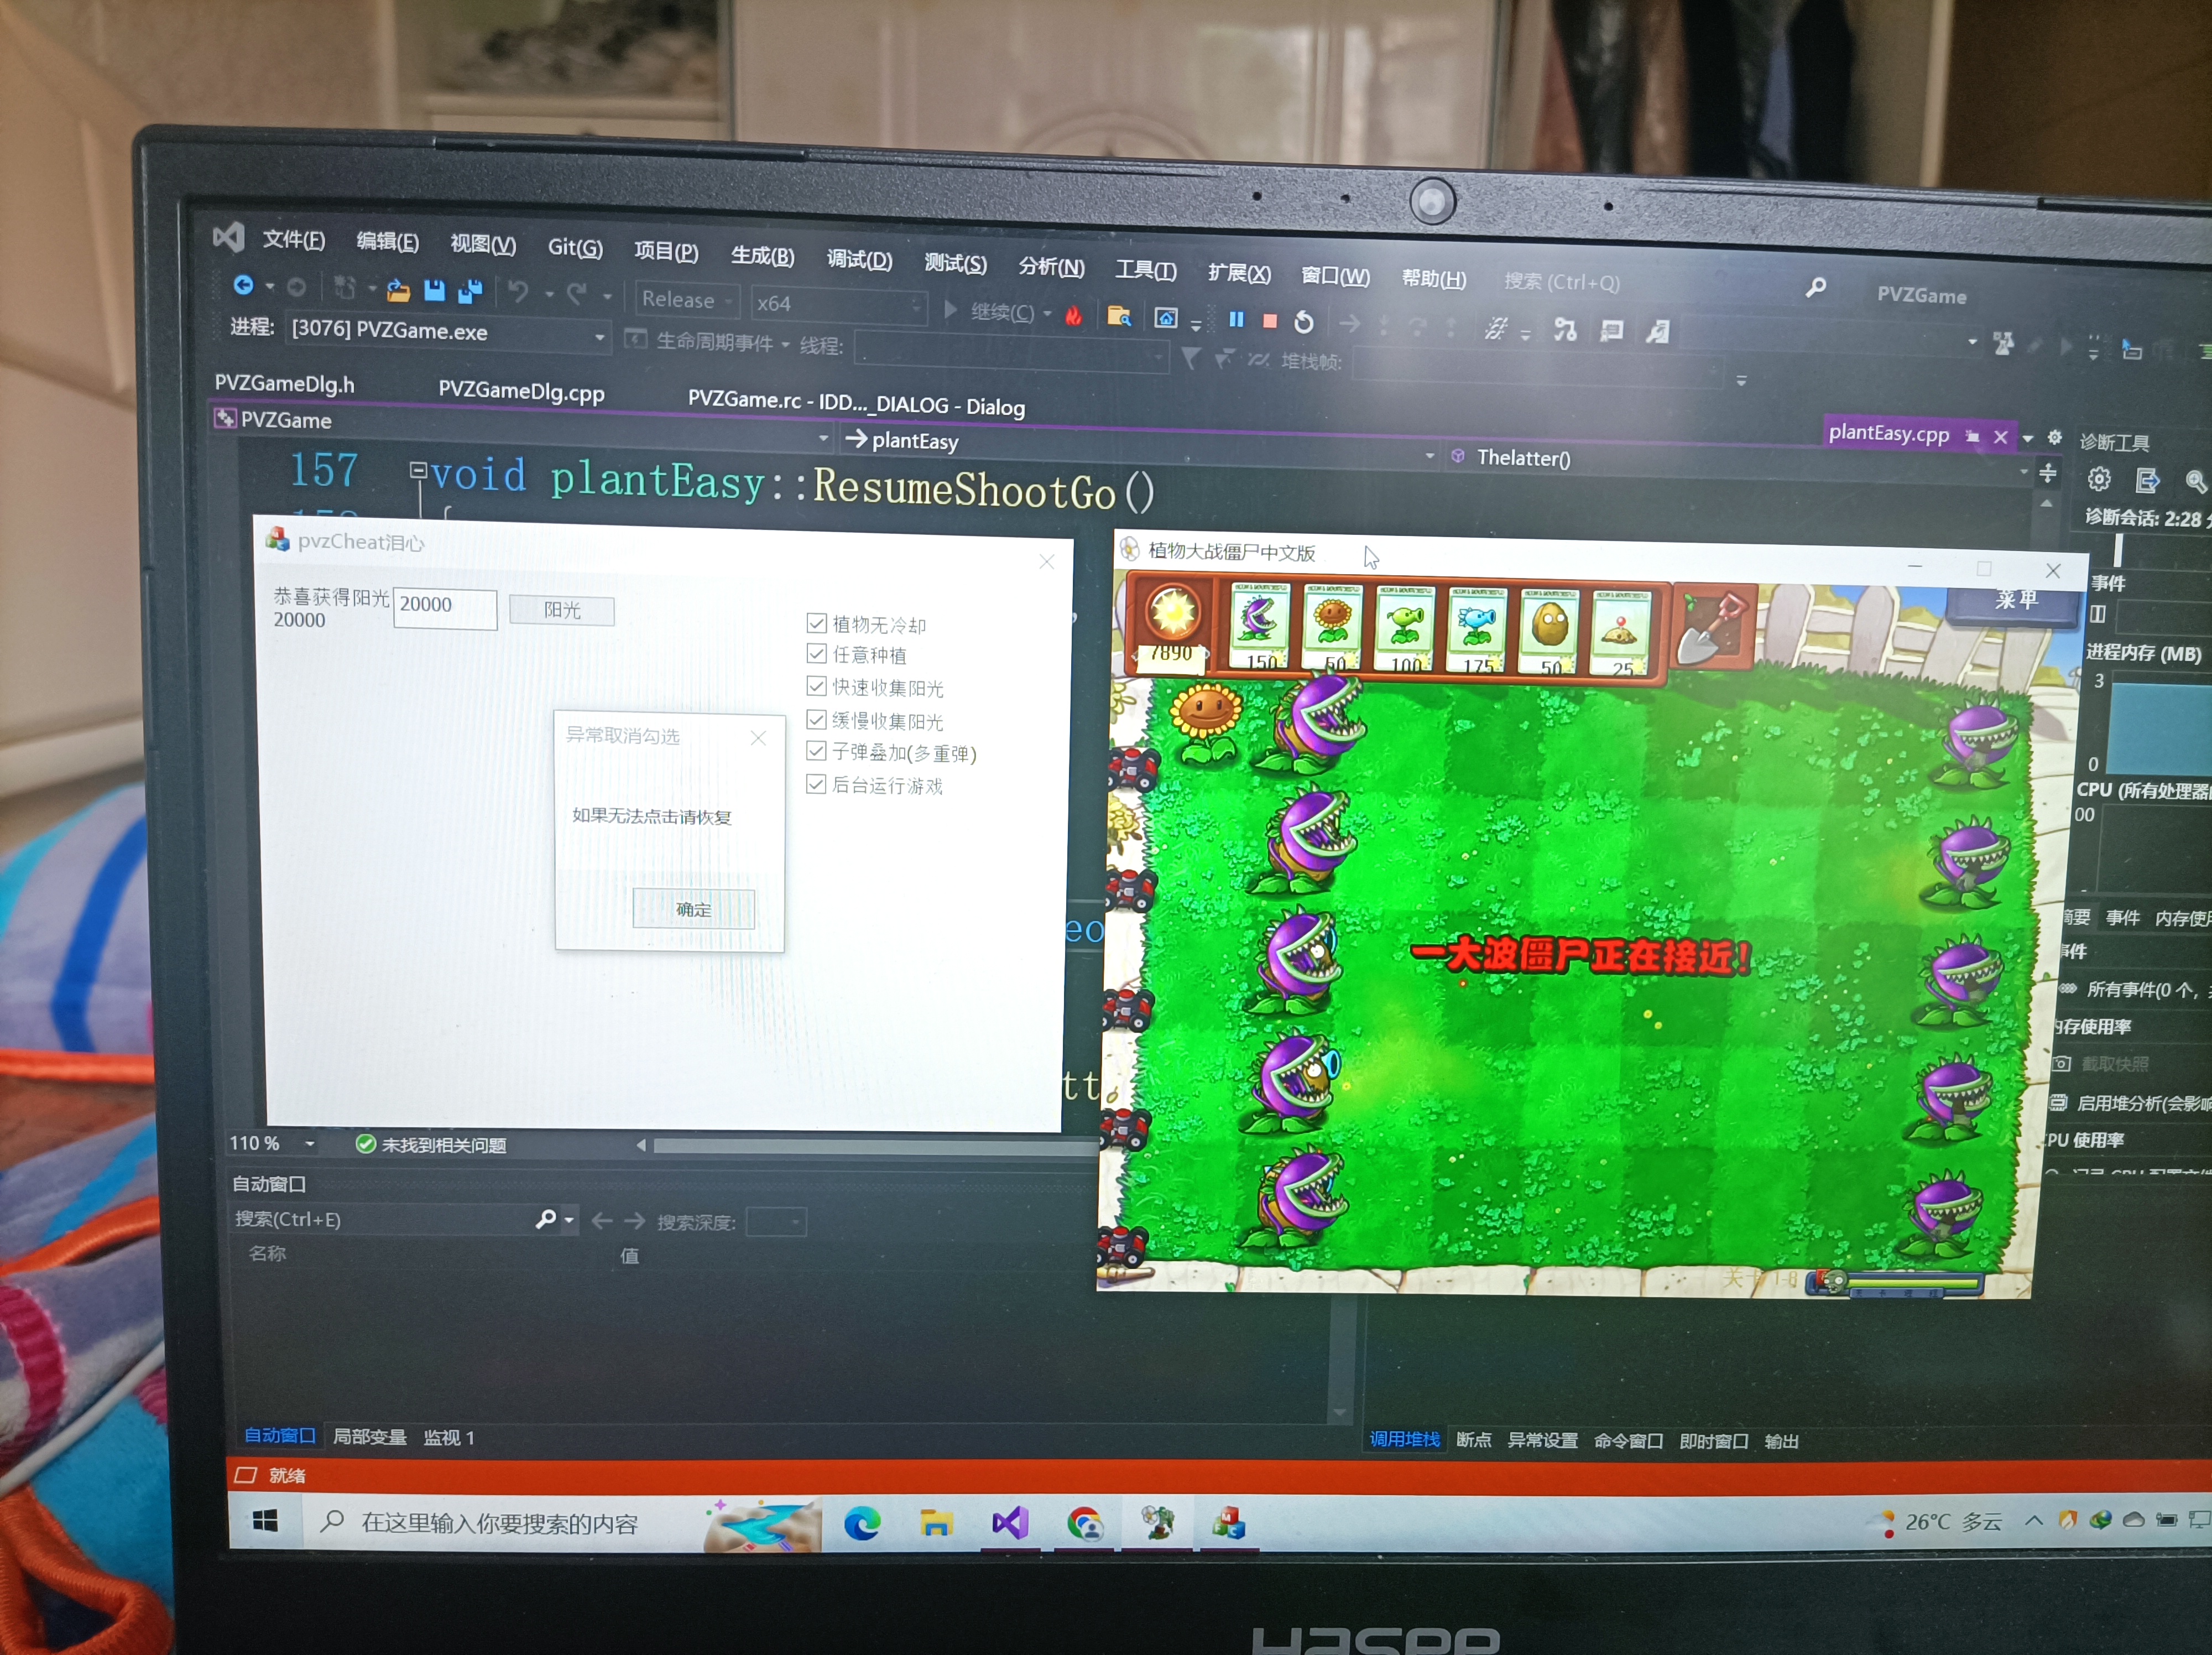 文件(F) 编辑(E) 视图(V) Git(G) 项目(P) 生成(B) 调试(D) 测试(S) 分析(N) 工具(T) 扩展(X) 窗口(W) 帮助(H) 搜索 (Ctrl+Q) PVZGame
Release x64 继续(C)
进程: [3076] PVZGame.exe 生命周期事件 线程: 堆栈帧:
PVZGameDlg.h PVZGameDlg.cpp PVZGame.rc - IDD..._DIALOG - Dialog plantEasy.cpp
PVZGame plantEasy Thelatter()
157 void plantEasy::ResumeShootGo()
pvzCheat泪心
恭喜获得阳光
20000
20000 阳光
植物无冷却
任意种植
快速收集阳光
缓慢收集阳光
子弹叠加(多重弹)
后台运行游戏
异常取消勾选
如果无法点击请恢复
确定
eo
tt
植物大战僵尸中文版
菜单
7890 150 50 100 175 50 25
一大波僵尸正在接近!
关卡 1-8
诊断工具
诊断会话: 2:28
事件
进程内存 (MB)
3
0
CPU (所有处理器
00
摘要 事件 内存使用
事件
所有事件(0 个,
内存使用率
截取快照
启用堆分析(会影响
CPU 使用率
110 % 未找到相关问题
自动窗口
搜索(Ctrl+E) 搜索深度:
名称 值
自动窗口 局部变量 监视 1
调用堆栈 断点 异常设置 命令窗口 即时窗口 输出
就绪
在这里输入你要搜索的内容
26°C 多云
HASEE